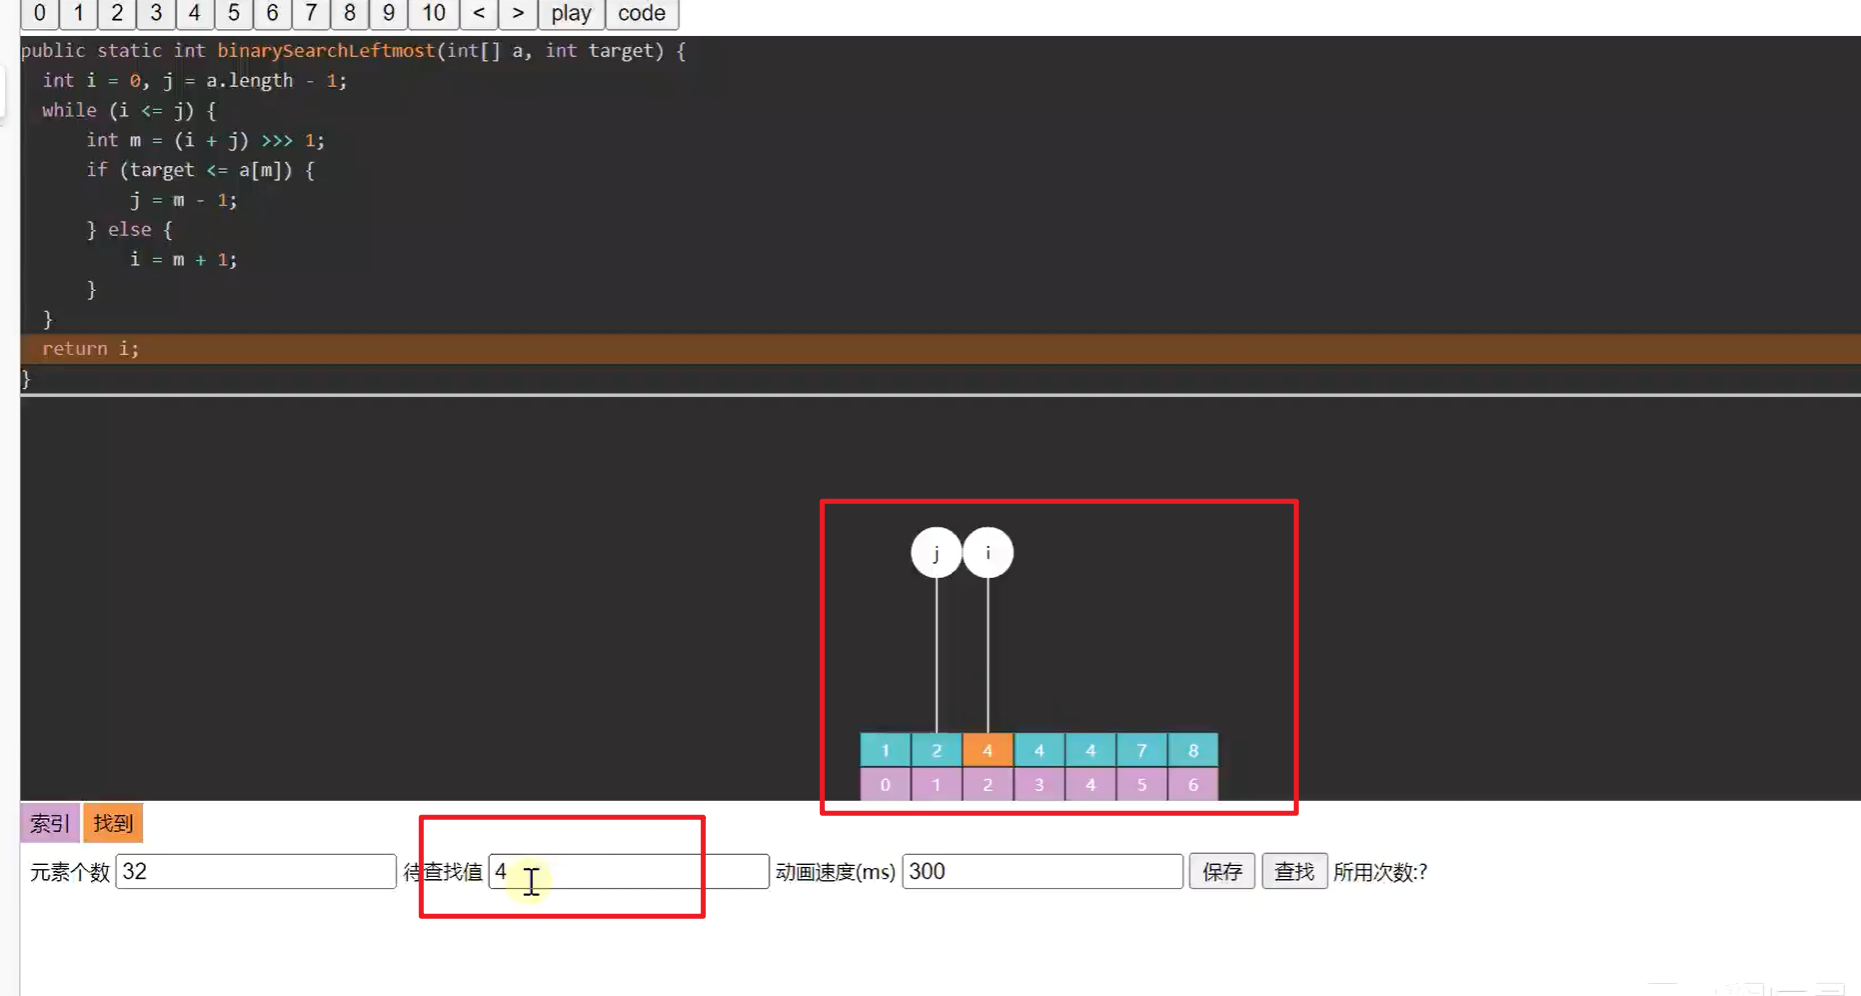 0 1 2 3 4 5 6 7 8 9 10 < > play code
public static int binarySearchLeftmost(int[] a, int target) {
int i = 0, j = a.length - 1;
while (i <= j) {
int m = (i + j) >>> 1;
if (target <= a[m]) {
j = m - 1;
} else {
i = m + 1;
}
}
return i;
}
j i
1 2 4 4 4 7 8
0 1 2 3 4 5 6
索引 找到
元素个数 32 待查找值 4 动画速度(ms) 300 保存 查找 所用次数:?